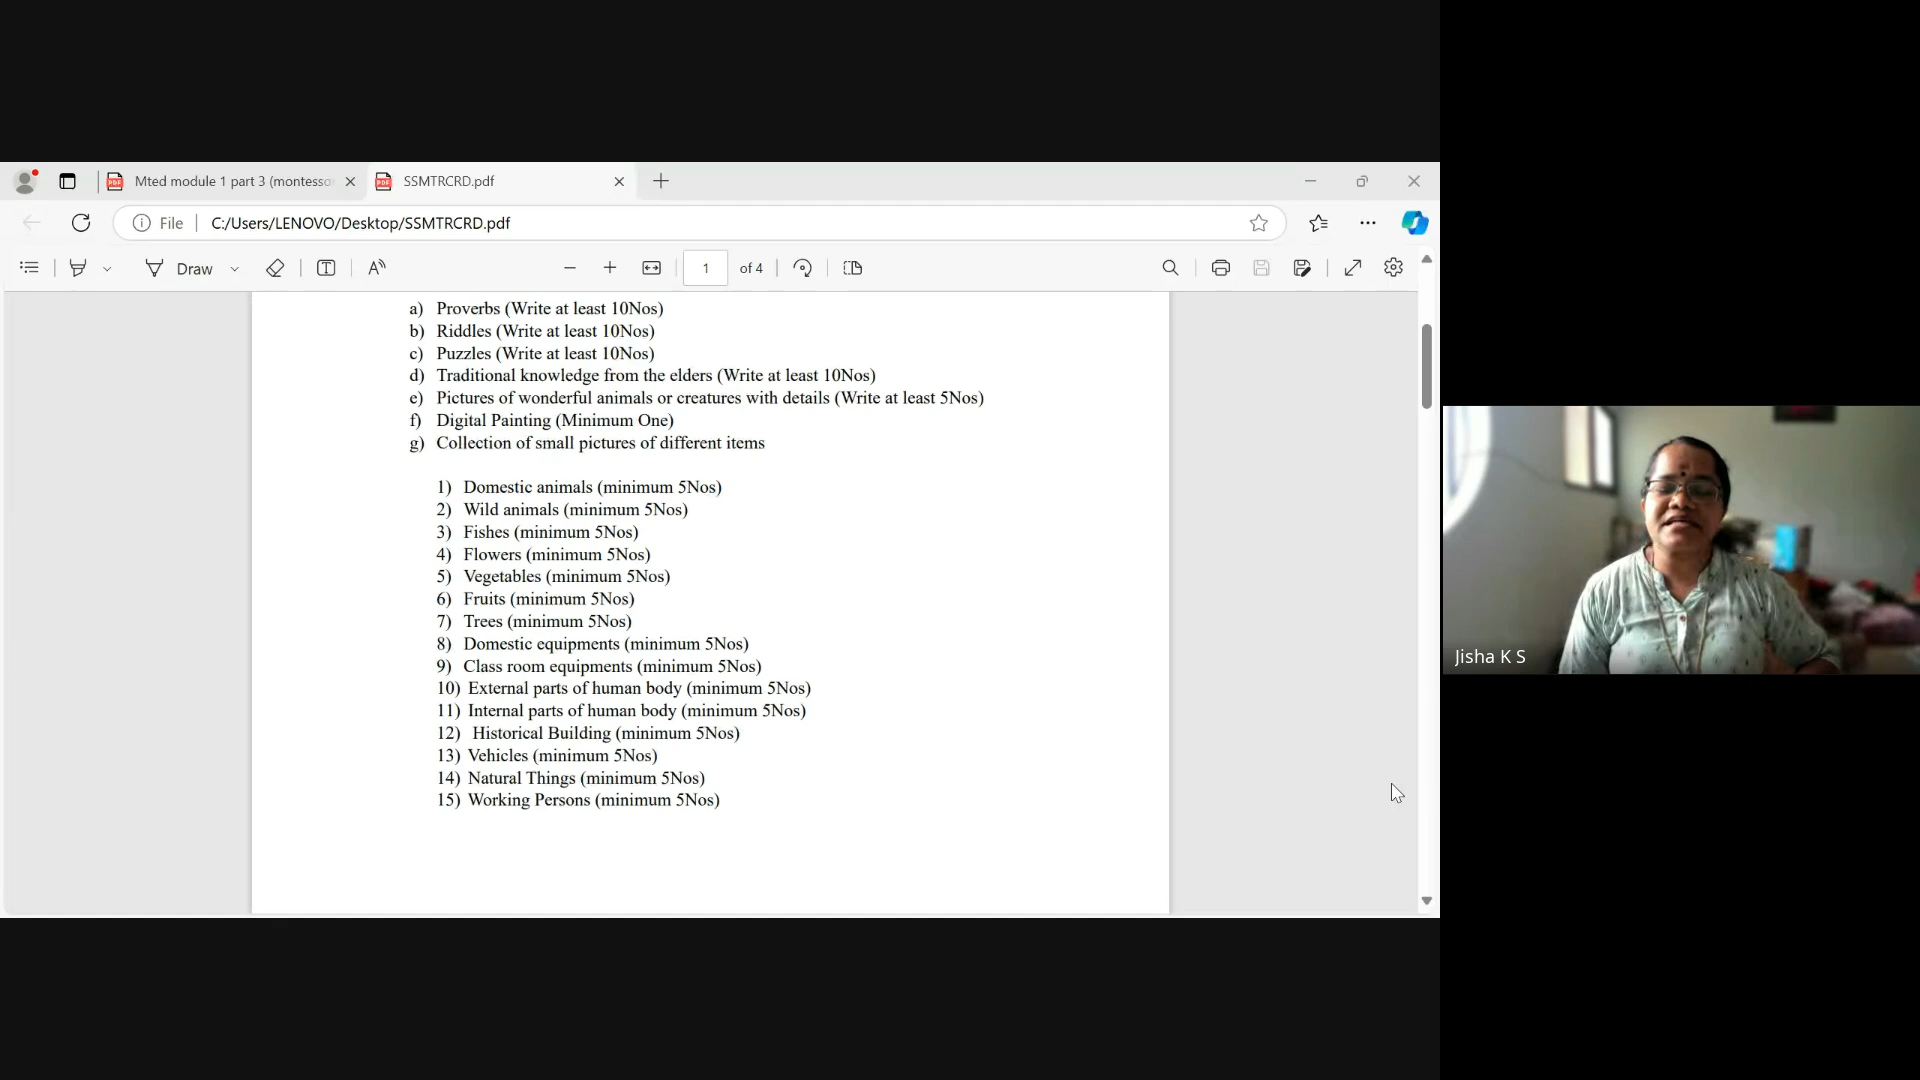 Mted module 1 part 3 (montesso
SSMTRCRD.pdf
File
C:/Users/LENOVO/Desktop/SSMTRCRD.pdf
Draw
1
of 4
a) Proverbs (Write at least 10Nos)
b) Riddles (Write at least 10Nos)
c) Puzzles (Write at least 10Nos)
d) Traditional knowledge from the elders (Write at least 10Nos)
e) Pictures of wonderful animals or creatures with details (Write at least 5Nos)
f) Digital Painting (Minimum One)
g) Collection of small pictures of different items
1) Domestic animals (minimum 5Nos)
2) Wild animals (minimum 5Nos)
3) Fishes (minimum 5Nos)
4) Flowers (minimum 5Nos)
5) Vegetables (minimum 5Nos)
6) Fruits (minimum 5Nos)
7) Trees (minimum 5Nos)
8) Domestic equipments (minimum 5Nos)
9) Class room equipments (minimum 5Nos)
10) External parts of human body (minimum 5Nos)
11) Internal parts of human body (minimum 5Nos)
12) Historical Building (minimum 5Nos)
13) Vehicles (minimum 5Nos)
14) Natural Things (minimum 5Nos)
15) Working Persons (minimum 5Nos)
Jisha K S